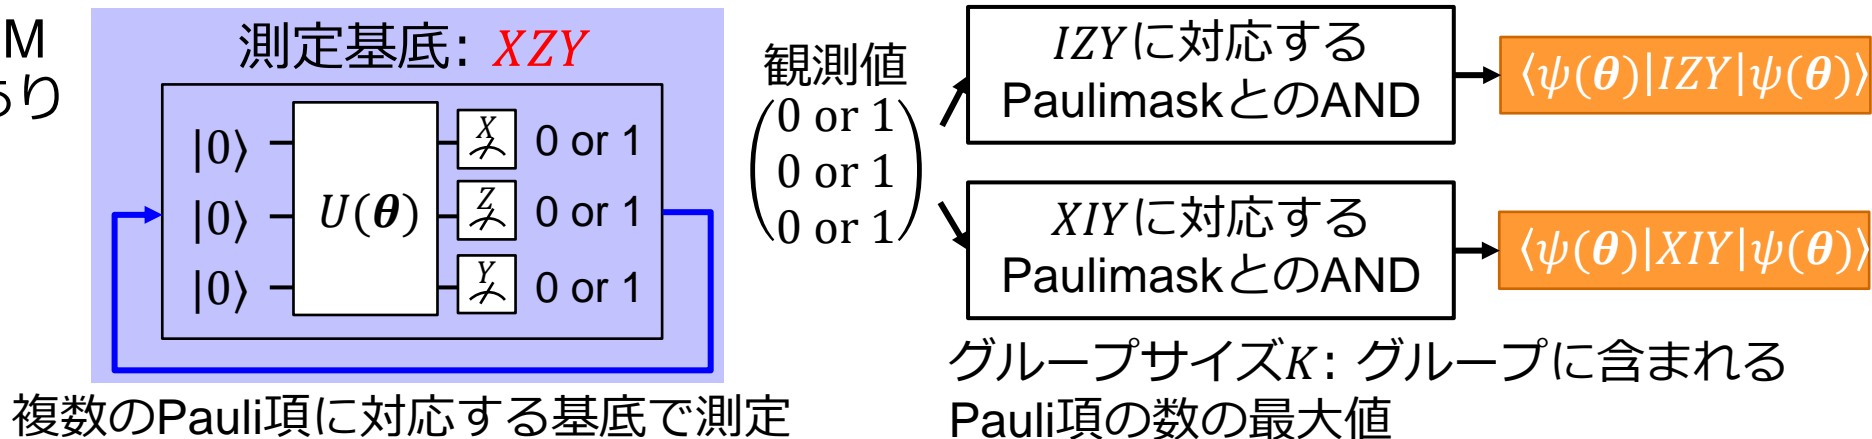 M
あり
測定基底: XZY
|0⟩
|0⟩
|0⟩
U(θ)
X
Z
Y
0 or 1
0 or 1
0 or 1
複数のPauli項に対応する基底で測定
観測値
0 or 1
0 or 1
0 or 1
IZYに対応する
PaulimaskとのAND
⟨ψ(θ)|IZY|ψ(θ)⟩
XIYに対応する
PaulimaskとのAND
⟨ψ(θ)|XIY|ψ(θ)⟩
グループサイズK: グループに含まれる
Pauli項の数の最大値